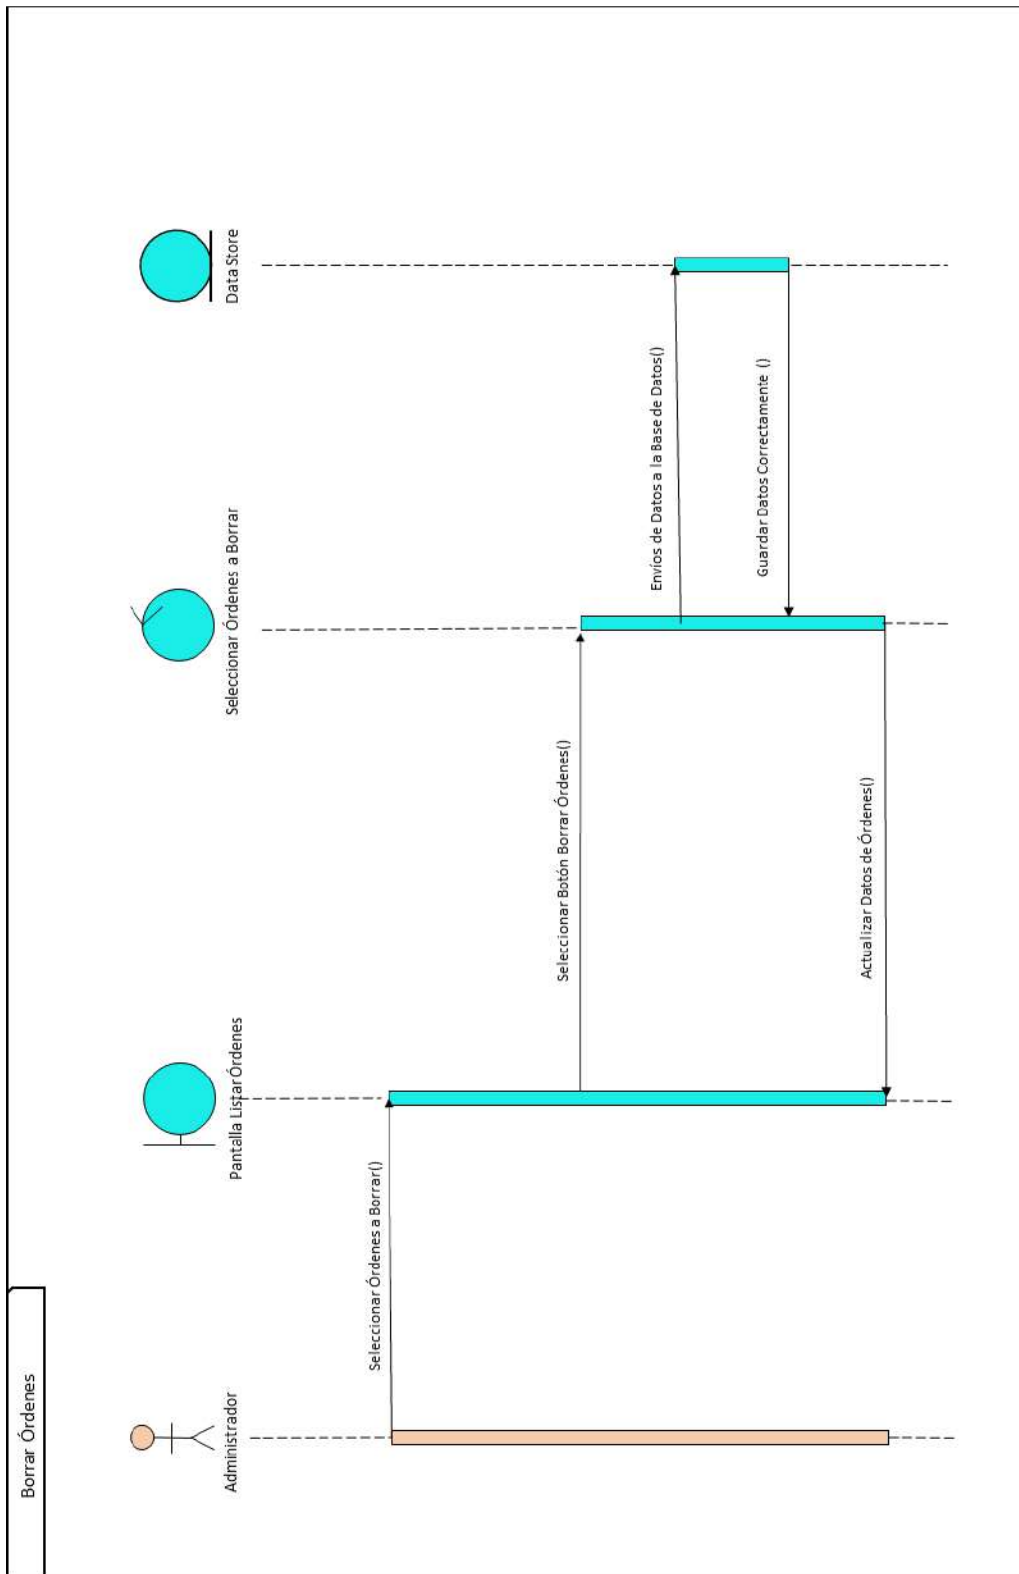 Borrar Órdenes
Administrador
Pantalla Listar Órdenes
Seleccionar Órdenes a Borrar
Data Store
Seleccionar Órdenes a Borrar()
Seleccionar Botón Borrar Órdenes()
Envíos de Datos a la Base de Datos()
Guardar Datos Correctamente ()
Actualizar Datos de Órdenes()